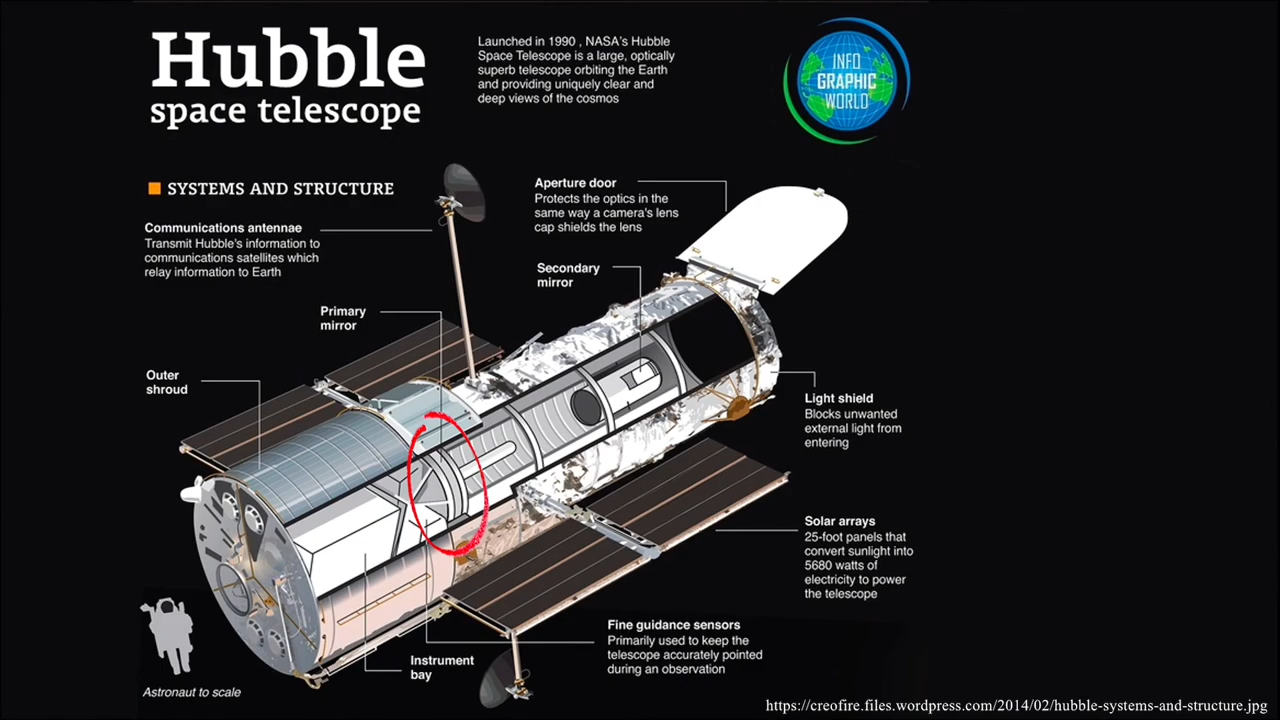 Hubble
space telescope
Launched in 1990 , NASA's Hubble
Space Telescope is a large, optically
superb telescope orbiting the Earth
and providing uniquely clear and
deep views of the cosmos
INFO
GRAPHIC
WORLD
SYSTEMS AND STRUCTURE
Communications antennae
Transmit Hubble's information to
communications satellites which
relay information to Earth
Aperture door
Protects the optics in the
same way a camera's lens
cap shields the lens
Secondary
mirror
Primary
mirror
Outer
shroud
Light shield
Blocks unwanted
external light from
entering
Solar arrays
25-foot panels that
convert sunlight into
5680 watts of
electricity to power
the telescope
Fine guidance sensors
Primarily used to keep the
telescope accurately pointed
during an observation
Instrument
bay
Astronaut to scale
https://creofire.files.wordpress.com/2014/02/hubble-systems-and-structure.jpg